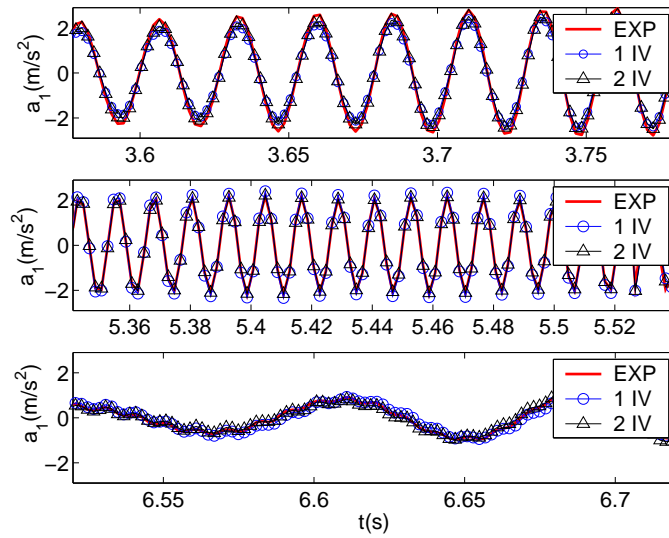 2
0
−2
a1(m/s2)
EXP
1 IV
2 IV
3.6 3.65 3.7 3.75
2
0
−2
a1(m/s2)
EXP
1 IV
2 IV
5.36 5.38 5.4 5.42 5.44 5.46 5.48 5.5 5.52
2
0
−2
a1(m/s2)
EXP
1 IV
2 IV
6.55 6.6 6.65 6.7
t(s)